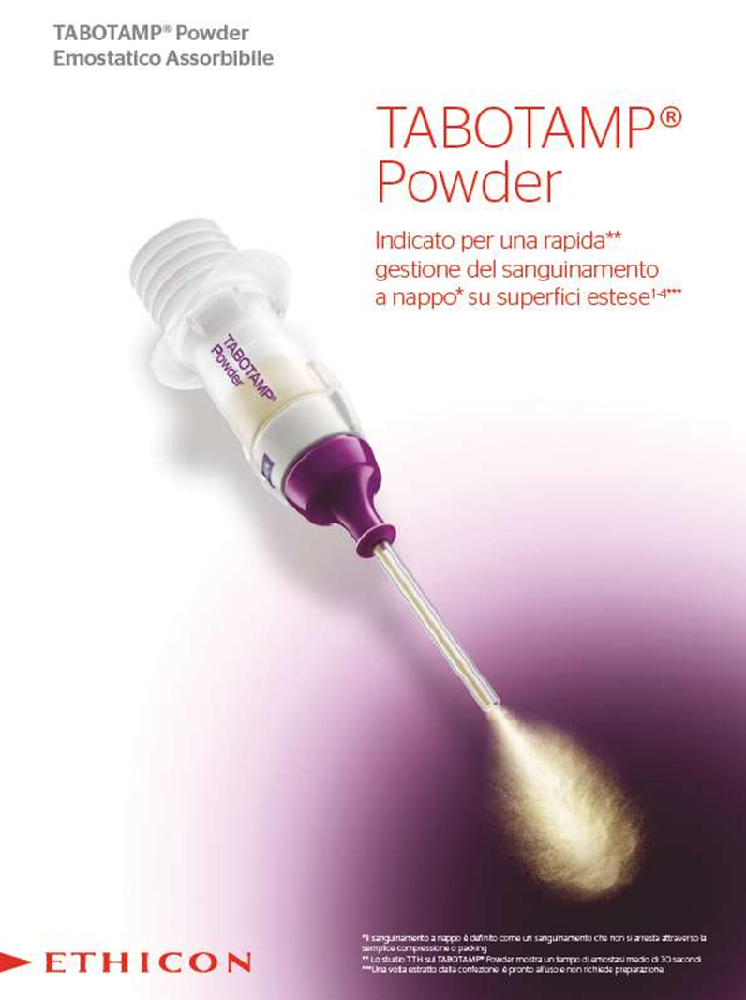 TABOTAMP® Powder
Emostatico Assorbibile
TABOTAMP®
Powder
Indicato per una rapida**
gestione del sanguinamento
a nappo* su superfici estese¹⁻⁴***
TABOTAMP®
Powder
ETHICON
*Il sanguinamento a nappo è definito come un sanguinamento che non si arresta attraverso la
semplice compressione o packing
** Lo studio TTH sul TABOTAMP® Powder mostra un tempo di emostasi medio di 30 secondi
***Una volta estratto dalla confezione è pronto all'uso e non richiede preparazione